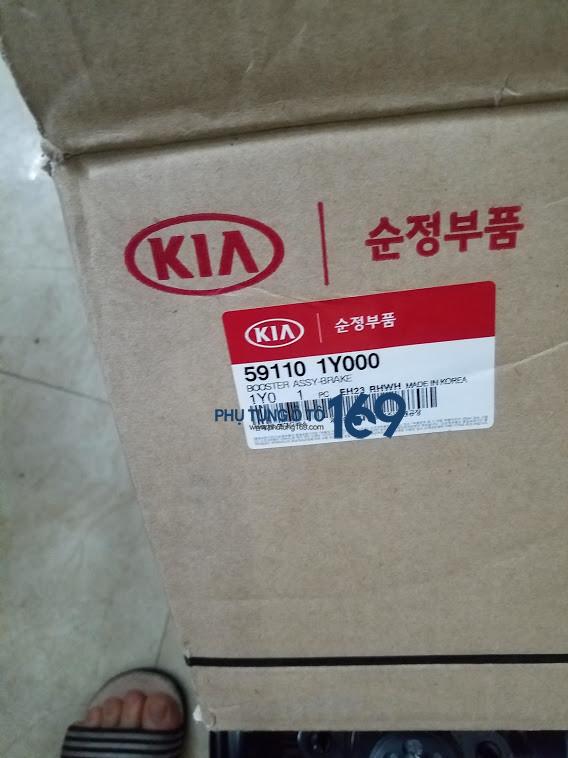 KIA 순정부품
KIA 순정부품
59110 1Y000
BOOSTER ASSY-BRAKE
1Y0 1 PC EH23 RHWH MADE IN KOREA
PHỤ TÙNG Ô TÔ 169